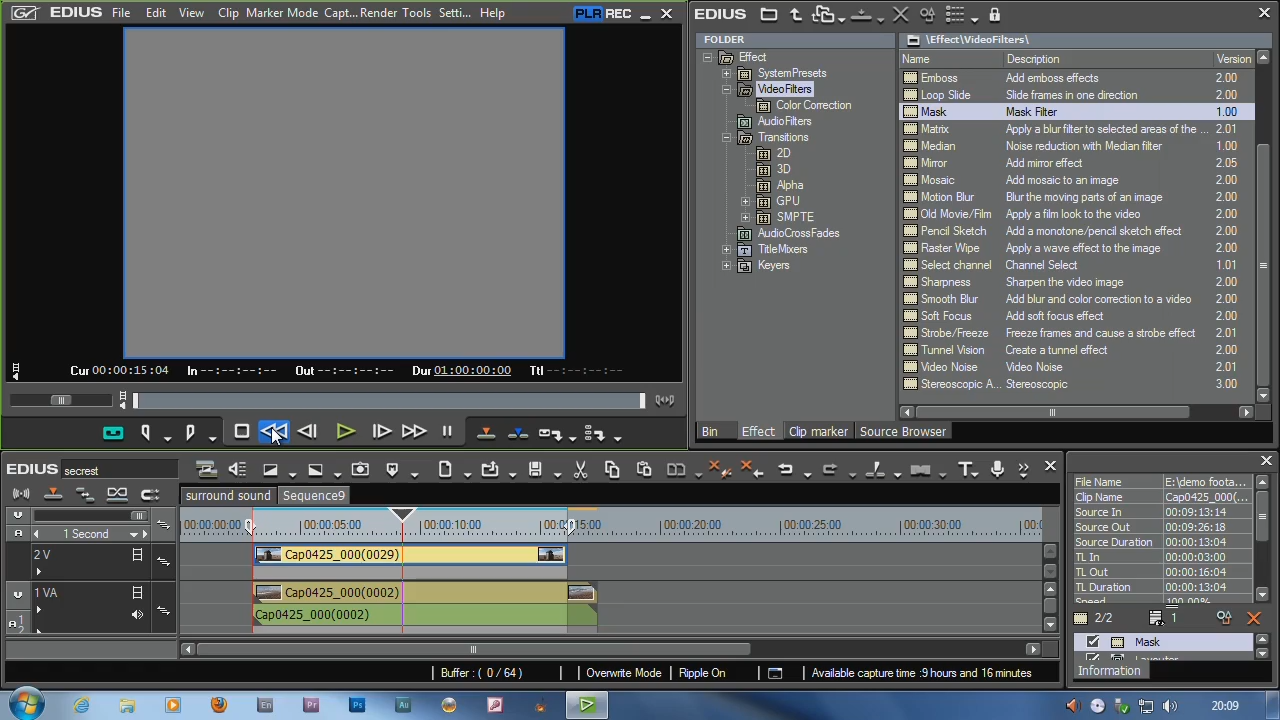 EDIUS File Edit View Clip Marker Mode Capt... Render Tools Setti... Help PLR REC
Cur 00:00:15:04 In --:--:--:-- Out --:--:--:-- Dur 01:00:00:00 Ttl --:--:--:--
EDIUS
FOLDER
Effect
SystemPresets
VideoFilters
Color Correction
AudioFilters
Transitions
2D
3D
Alpha
GPU
SMPTE
AudioCrossFades
TitleMixers
Keyers
\Effect\VideoFilters\
Name Description Version
Emboss Add emboss effects 2.00
Loop Slide Slide frames in one direction 2.00
Mask Mask Filter 1.00
Matrix Apply a blur filter to selected areas of the ... 2.01
Median Noise reduction with Median filter 1.00
Mirror Add mirror effect 2.05
Mosaic Add mosaic to an image 2.00
Motion Blur Blur the moving parts of an image 2.00
Old Movie/Film Apply a film look to the video 2.00
Pencil Sketch Add a monotone/pencil sketch effect 2.00
Raster Wipe Apply a wave effect to the image 2.00
Select channel Channel Select 1.01
Sharpness Sharpen the video image 2.00
Smooth Blur Add blur and color correction to a video 2.00
Soft Focus Add soft focus effect 2.00
Strobe/Freeze Freeze frames and cause a strobe effect 2.01
Tunnel Vision Create a tunnel effect 2.00
Video Noise Video Noise 2.01
Stereoscopic A... Stereoscopic 3.00
Bin Effect Clip marker Source Browser
EDIUS secrest
surround sound Sequence9
1 Second
00:00:00:00 00:00:05:00 00:00:10:00 00:00:15:00 00:00:20:00 00:00:25:00 00:00:30:00 00:0
2 V Cap0425_000(0029)
1 VA Cap0425_000(0002)
Cap0425_000(0002)
Buffer : ( 0 / 64 ) Overwrite Mode Ripple On Available capture time :9 hours and 16 minutes
File Name E:\demo foota...
Clip Name Cap0425_000(...
Source In 00:09:13:14
Source Out 00:09:26:18
Source Duration 00:00:13:04
TL In 00:00:03:00
TL Out 00:00:16:04
TL Duration 00:00:13:04
Speed 100.00%
2/2 1
Mask
Layouter
Information
En Pr Ps Au
20:09